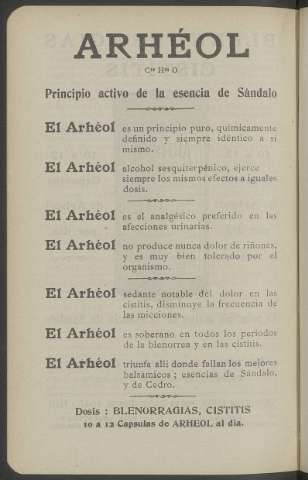 ARHÉOL
C¹⁵ H²⁶ O
Principio activo de la esencia de Sándalo
El Arhéol es un principio puro, químicamente
definido y siempre idéntico a sí
mismo.
El Arhéol alcohol sesquiterpénico, ejerce
siempre los mismos efectos a iguales
dosis.
El Arhéol es el analgésico preferido en las
afecciones urinarias.
El Arhéol no produce nunca dolor de riñones,
y es muy bien tolerado por el
organismo.
El Arhéol sedante notable del dolor en las
cistitis, disminuye la frecuencia de
las micciones.
El Arhéol es soberano en todos los períodos
de la blenorrea y en las cistitis.
El Arhéol triunfa allí donde fallan los mejores
balsámicos ; esencias de Sándalo,
y de Cedro.
Dosis : BLENORRAGIAS, CISTITIS
10 a 12 Capsulas de ARHEOL al día.